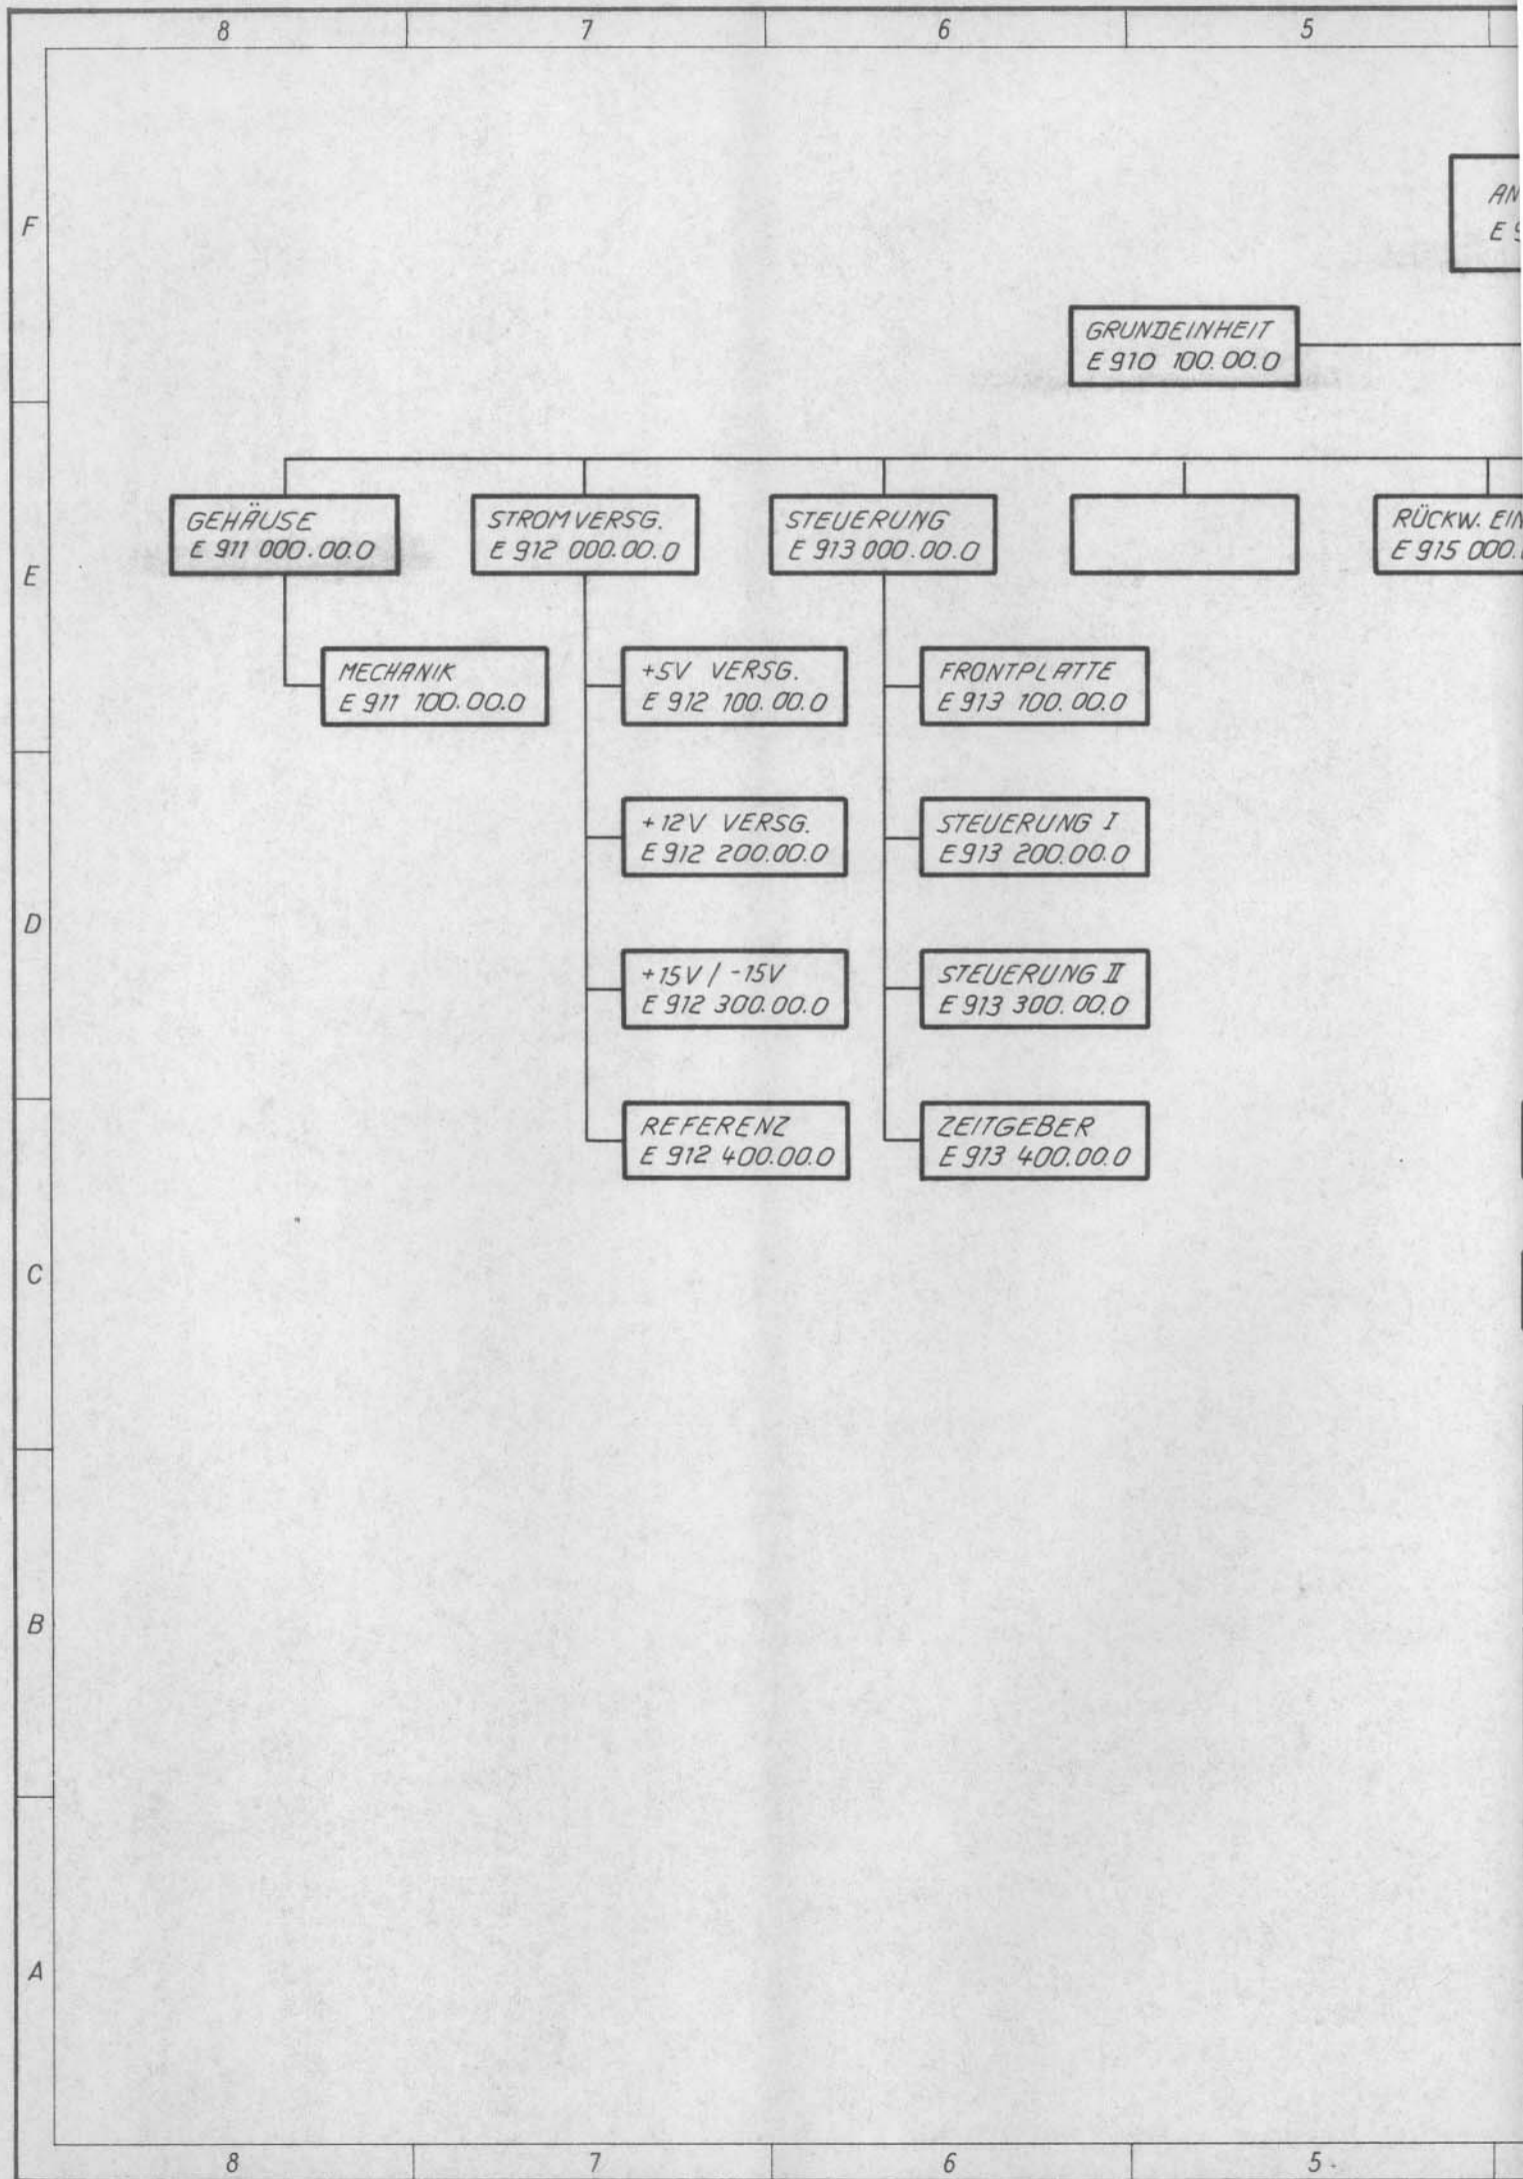 8 7 6 5
F
GRUNDEINHEIT
E 910 100.00.0
GEHÄUSE
E 911 000.00.0
STROMVERSG.
E 912 000.00.0
STEUERUNG
E 913 000.00.0
RÜCKW. EIN
E 915 000.
E
MECHANIK
E 911 100.00.0
+5V VERSG.
E 912 100.00.0
FRONTPLATTE
E 913 100.00.0
+12V VERSG.
E 912 200.00.0
STEUERUNG I
E 913 200.00.0
D
+15V / -15V
E 912 300.00.0
STEUERUNG II
E 913 300.00.0
REFERENZ
E 912 400.00.0
ZEITGEBER
E 913 400.00.0
C
B
A
8 7 6 5